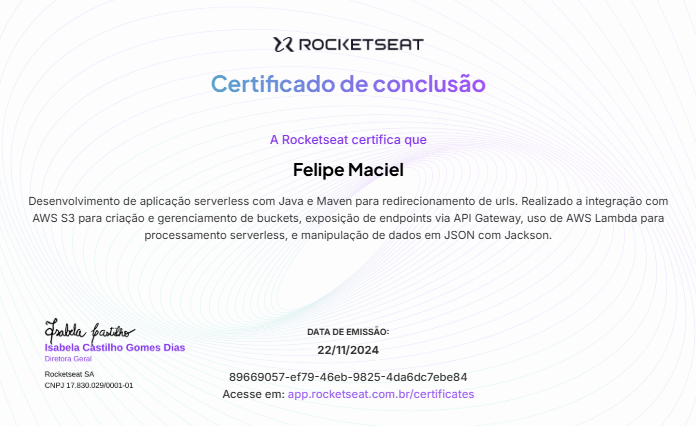 ROCKETSEAT
Certificado de conclusão
A Rocketseat certifica que
Felipe Maciel
Desenvolvimento de aplicação serverless com Java e Maven para redirecionamento de urls. Realizado a integração com
AWS S3 para criação e gerenciamento de buckets, exposição de endpoints via API Gateway, uso de AWS Lambda para
processamento serverless, e manipulação de dados em JSON com Jackson.
Isabela Castilho
Isabela Castilho Gomes Dias
Diretora Geral
Rocketseat SA
CNPJ 17.830.029/0001-01
DATA DE EMISSÃO:
22/11/2024
89669057-ef79-46eb-9825-4da6dc7ebe84
Acesse em: app.rocketseat.com.br/certificates